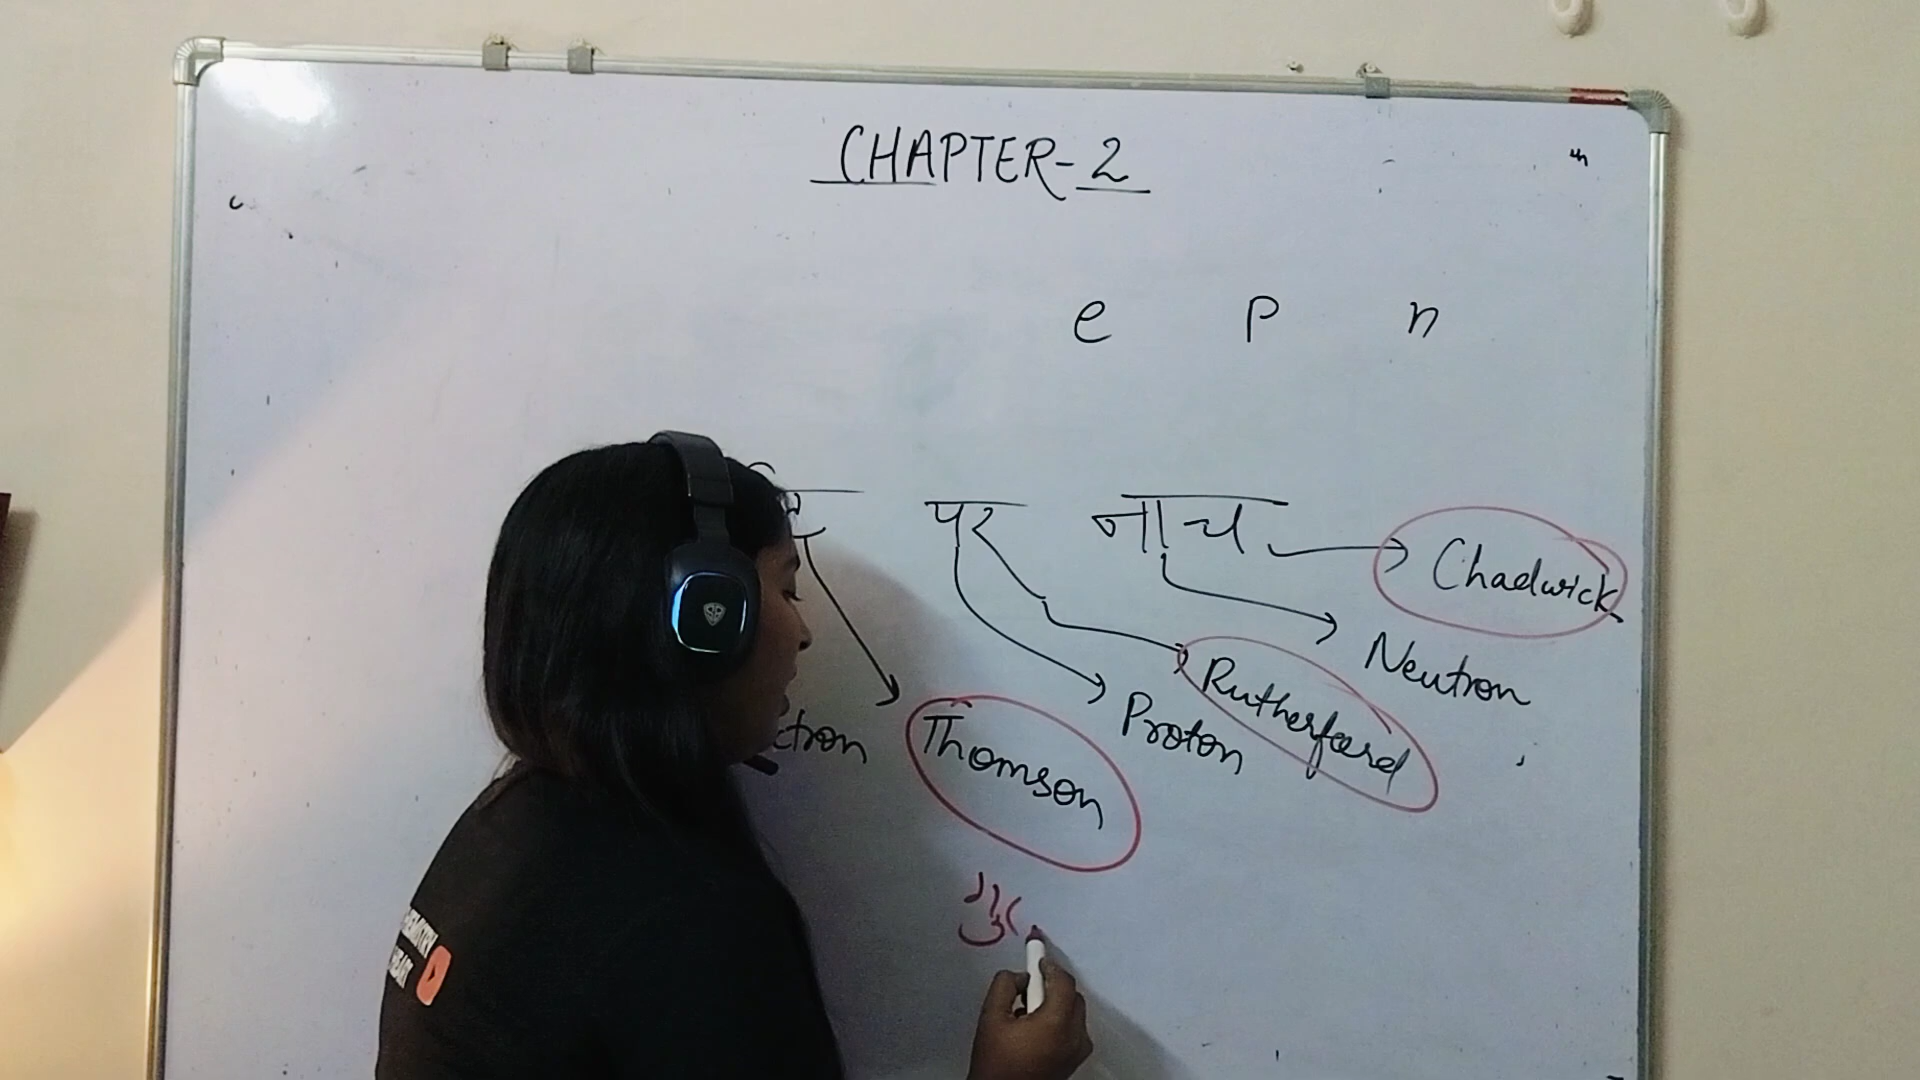 CHAPTER-2
e p n
पर नाच
Chadwick
Neutron
Rutherford
Proton
Thomson
ctron